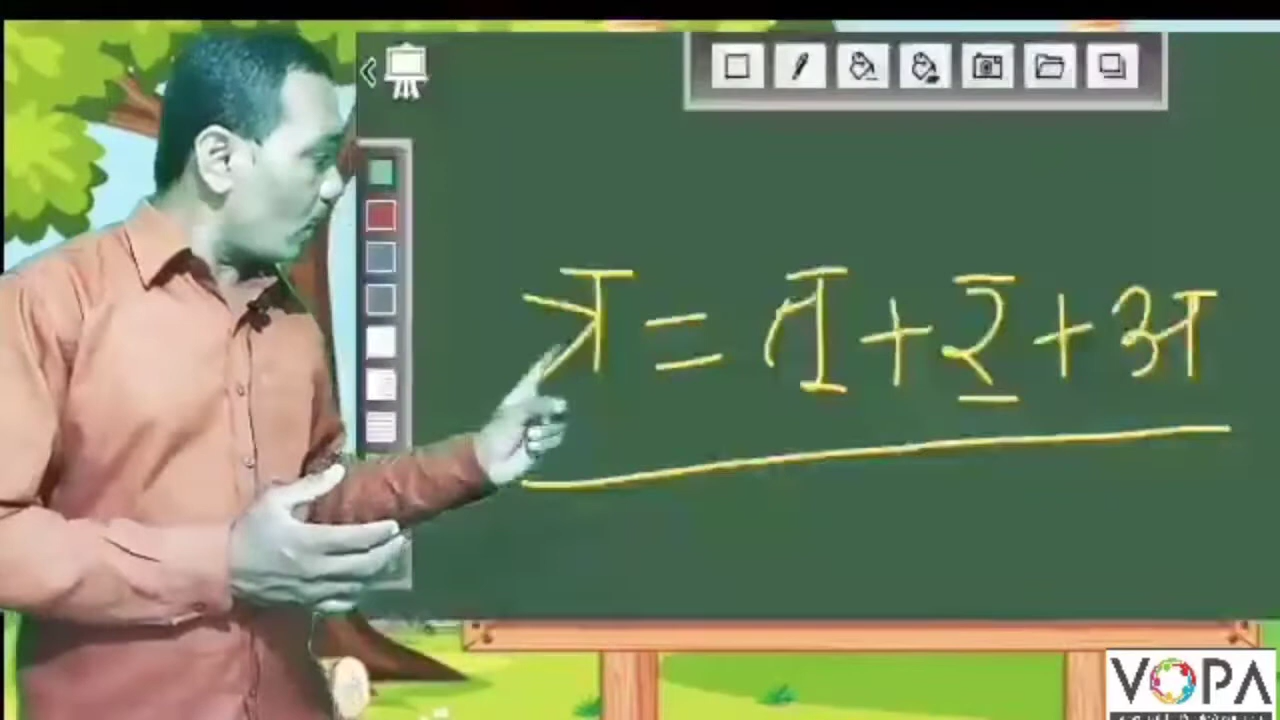 त्र = त् + र + अ
VOPA